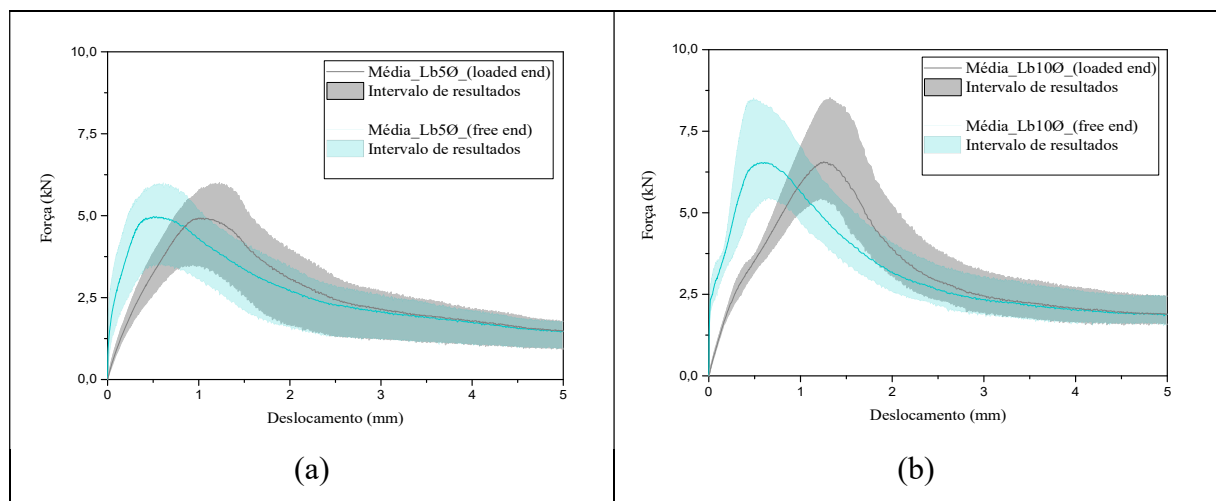 10,0
7,5
5,0
2,5
0,0
Força (kN)
Média_Lb5Ø_(loaded end)
Intervalo de resultados
Média_Lb5Ø_(free end)
Intervalo de resultados
0 1 2 3 4 5
Deslocamento (mm)
(a)
10,0
7,5
5,0
2,5
0,0
Força (kN)
Média_Lb10Ø_(loaded end)
Intervalo de resultados
Média_Lb10Ø_(free end)
Intervalo de resultados
0 1 2 3 4 5
Deslocamento (mm)
(b)